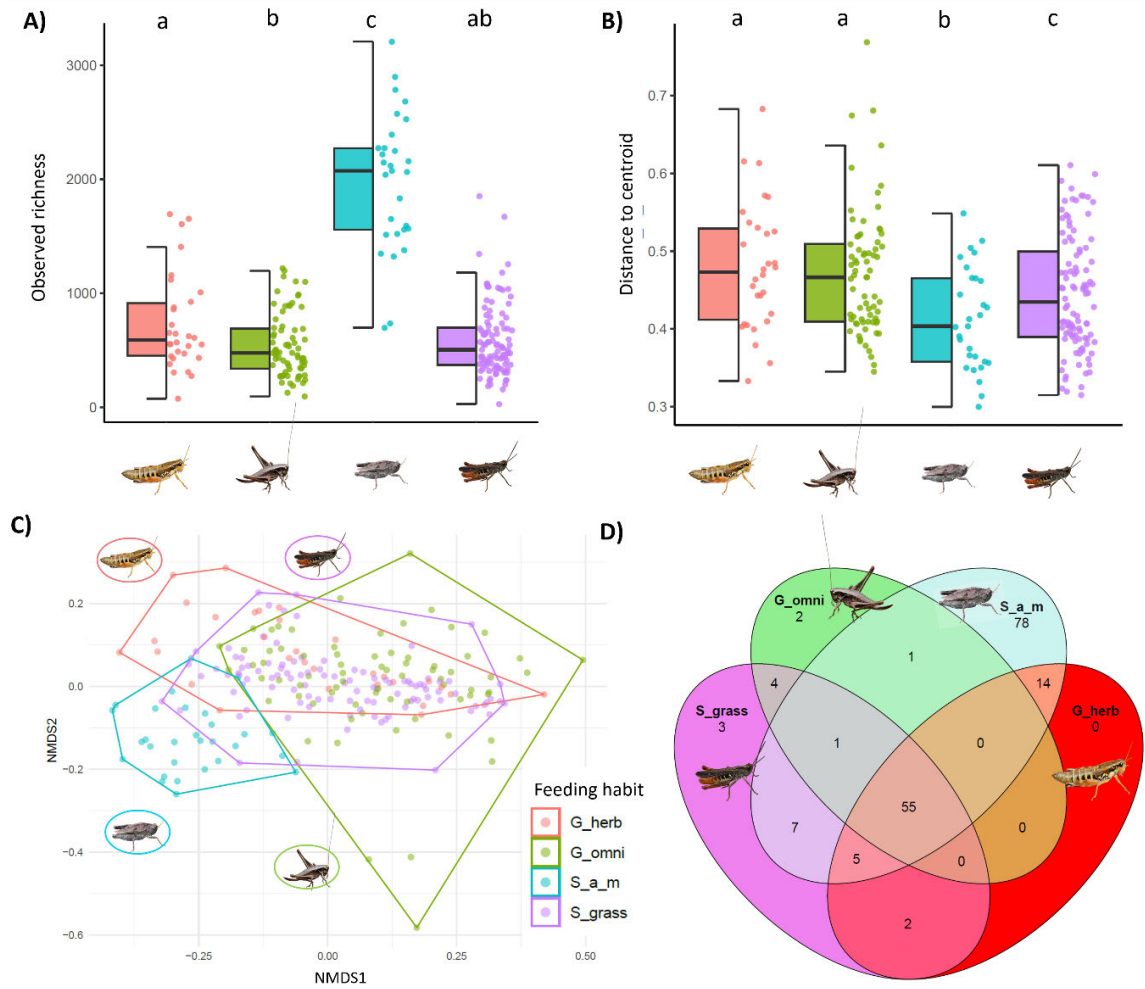 A)
a b c ab
3000
2000
1000
0
Observed richness
B)
a a b c
0.7
0.6
0.5
0.4
0.3
Distance to centroid
C)
0.2
0.0
−0.2
−0.4
−0.6
NMDS2
−0.25 0.00 0.25 0.50
NMDS1
Feeding habit
G_herb
G_omni
S_a_m
S_grass
D)
G_omni
2
S_a_m
78
1
4
14
S_grass
3
G_herb
0
1
0
55
7
0
5
0
2